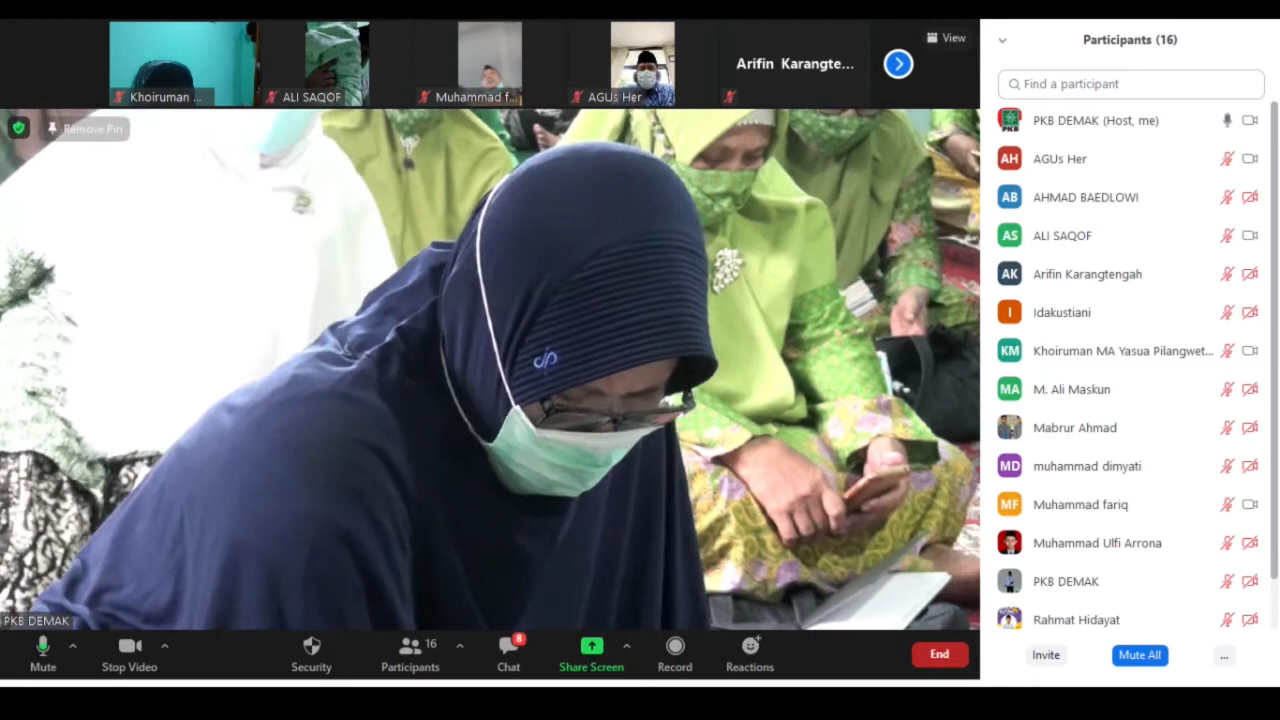 Khoiruman ...
ALI SAQOF
Muhammad f...
AGUs Her
Arifin Karangte...
View
Remove Pin
PKB DEMAK
Mute
Stop Video
Security
16
Participants
8
Chat
Share Screen
Record
Reactions
End
Participants (16)
Find a participant
PKB
PKB DEMAK (Host, me)
AH
AGUs Her
AB
AHMAD BAEDLOWI
AS
ALI SAQOF
AK
Arifin Karangtengah
I
Idakustiani
KM
Khoiruman MA Yasua Pilangwet...
MA
M. Ali Maskun
Mabrur Ahmad
MD
muhammad dimyati
MF
Muhammad fariq
Muhammad Ulfi Arrona
PKB DEMAK
Rahmat Hidayat
Invite
Mute All
...